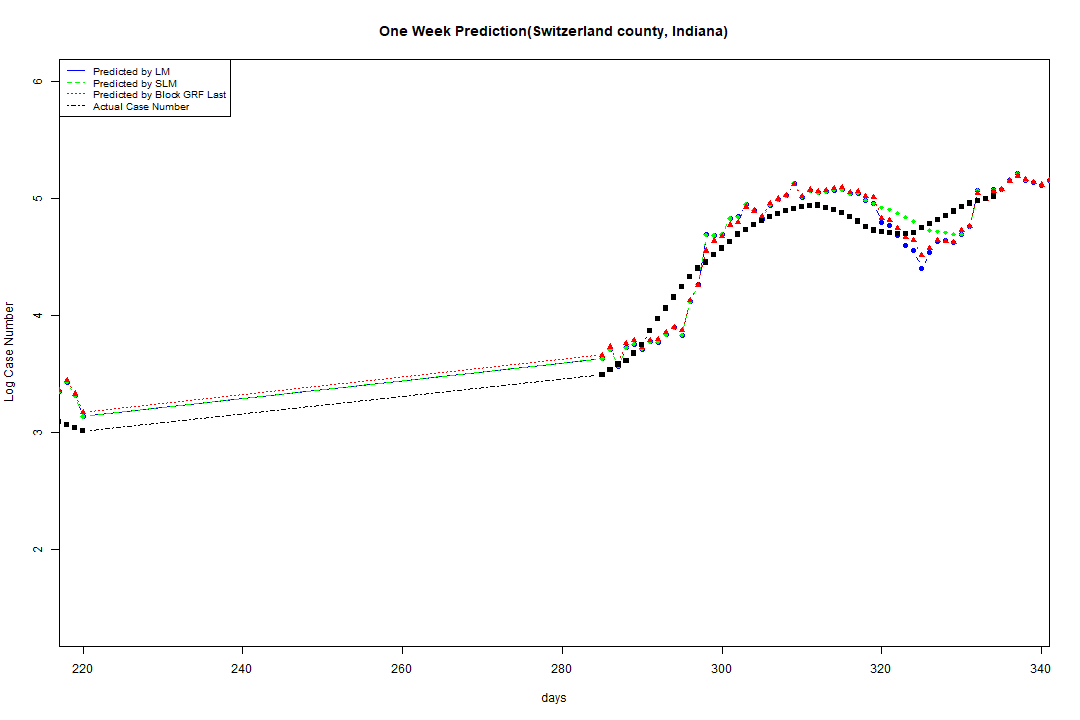 One Week Prediction(Switzerland county, Indiana)
Predicted by LM
Predicted by SLM
Predicted by Block GRF Last
Actual Case Number
6
5
4
3
2
Log Case Number
220 240 260 280 300 320 340
days